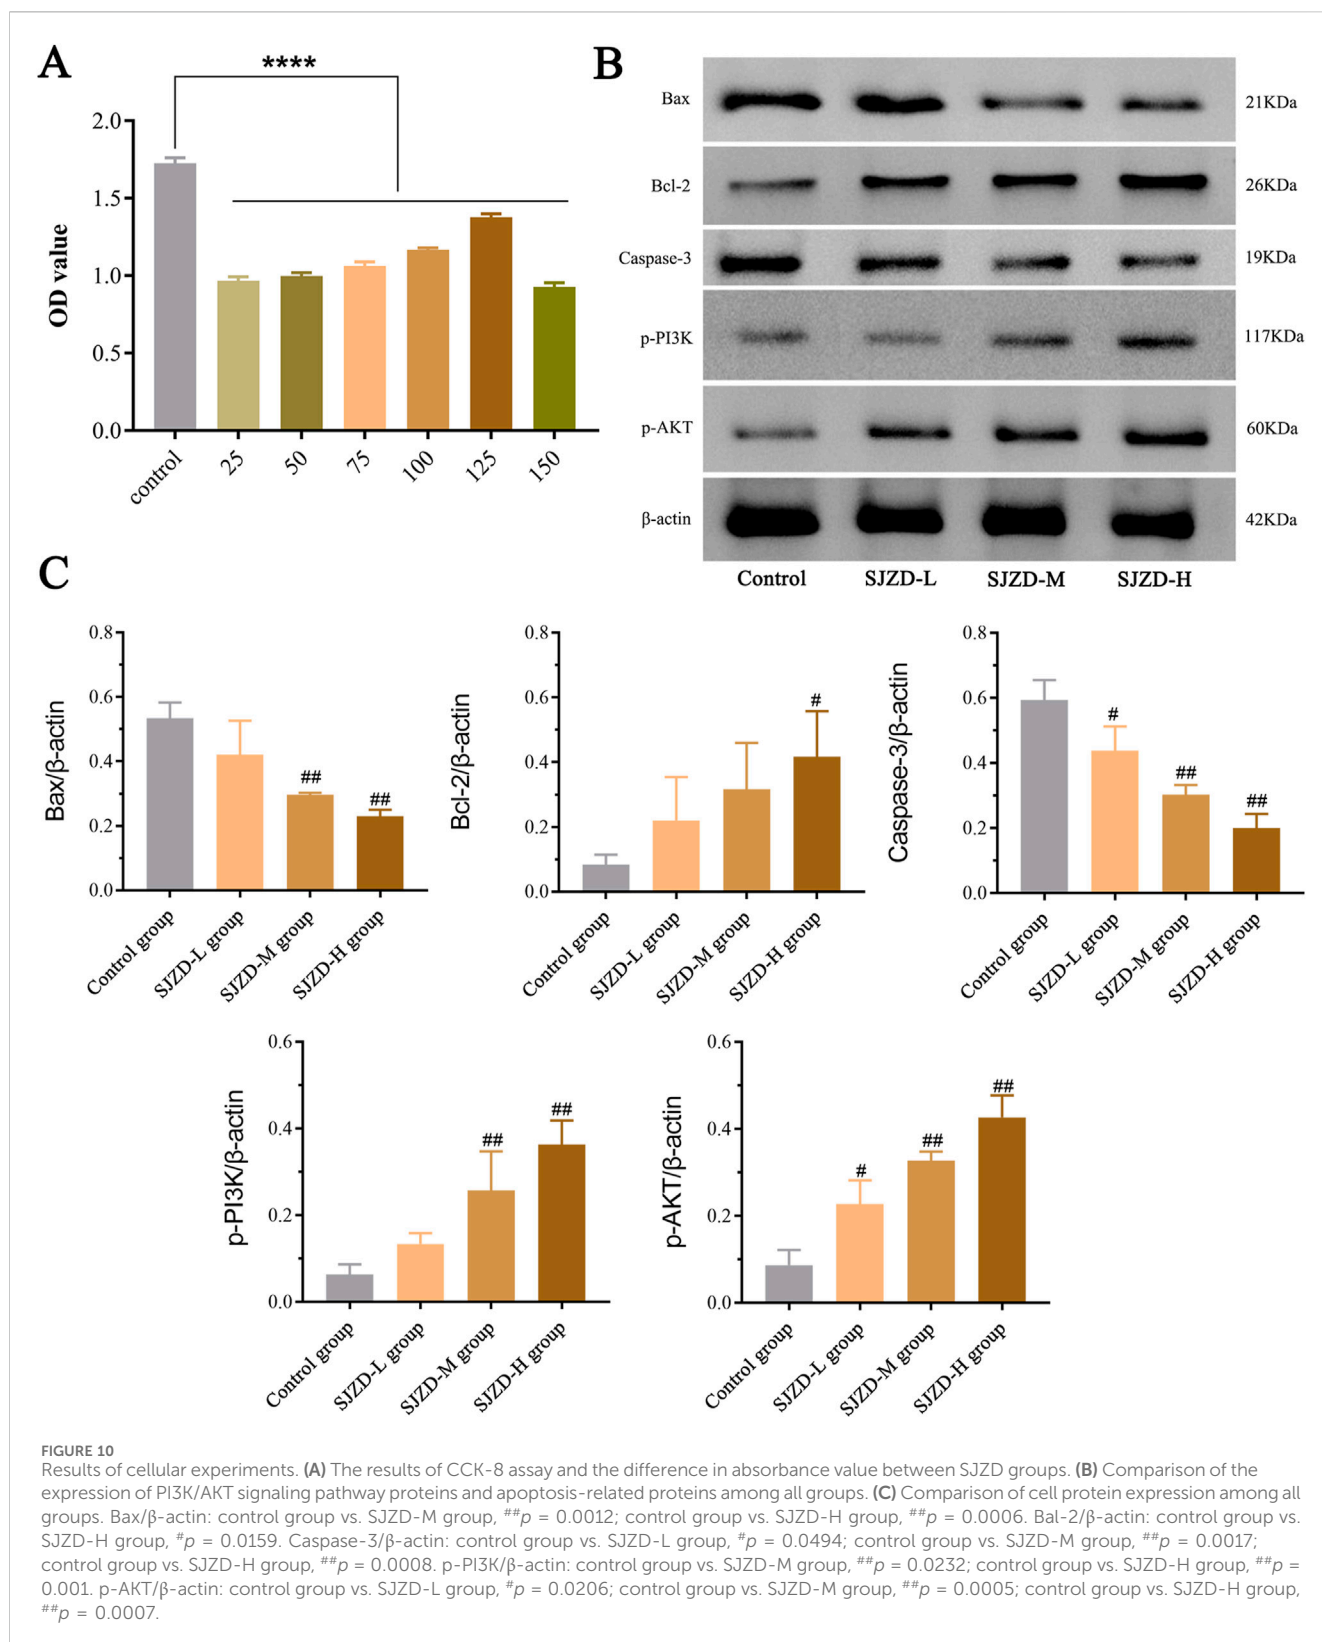 A
****
2.0
1.5
1.0
0.5
0.0
OD value
control
25
50
75
100
125
150
B
Bax
21KDa
Bcl-2
26KDa
Caspase-3
19KDa
p-PI3K
117KDa
p-AKT
60KDa
β-actin
42KDa
Control
SJZD-L
SJZD-M
SJZD-H
C
0.8
0.6
0.4
0.2
0.0
Bax/β-actin
##
##
Control group
SJZD-L group
SJZD-M group
SJZD-H group
0.8
0.6
0.4
0.2
0.0
Bcl-2/β-actin
#
Control group
SJZD-L group
SJZD-M group
SJZD-H group
0.8
0.6
0.4
0.2
0.0
Caspase-3/β-actin
#
##
##
Control group
SJZD-L group
SJZD-M group
SJZD-H group
0.6
0.4
0.2
0.0
p-PI3K/β-actin
##
##
Control group
SJZD-L group
SJZD-M group
SJZD-H group
0.6
0.4
0.2
0.0
p-AKT/β-actin
#
##
##
Control group
SJZD-L group
SJZD-M group
SJZD-H group
FIGURE 10
Results of cellular experiments. (A) The results of CCK-8 assay and the difference in absorbance value between SJZD groups. (B) Comparison of the
expression of PI3K/AKT signaling pathway proteins and apoptosis-related proteins among all groups. (C) Comparison of cell protein expression among all
groups. Bax/β-actin: control group vs. SJZD-M group, ##p = 0.0012; control group vs. SJZD-H group, ##p = 0.0006. Bal-2/β-actin: control group vs.
SJZD-H group, #p = 0.0159. Caspase-3/β-actin: control group vs. SJZD-L group, #p = 0.0494; control group vs. SJZD-M group, ##p = 0.0017;
control group vs. SJZD-H group, ##p = 0.0008. p-PI3K/β-actin: control group vs. SJZD-M group, ##p = 0.0232; control group vs. SJZD-H group, ##p =
0.001. p-AKT/β-actin: control group vs. SJZD-L group, #p = 0.0206; control group vs. SJZD-M group, ##p = 0.0005; control group vs. SJZD-H group,
##p = 0.0007.